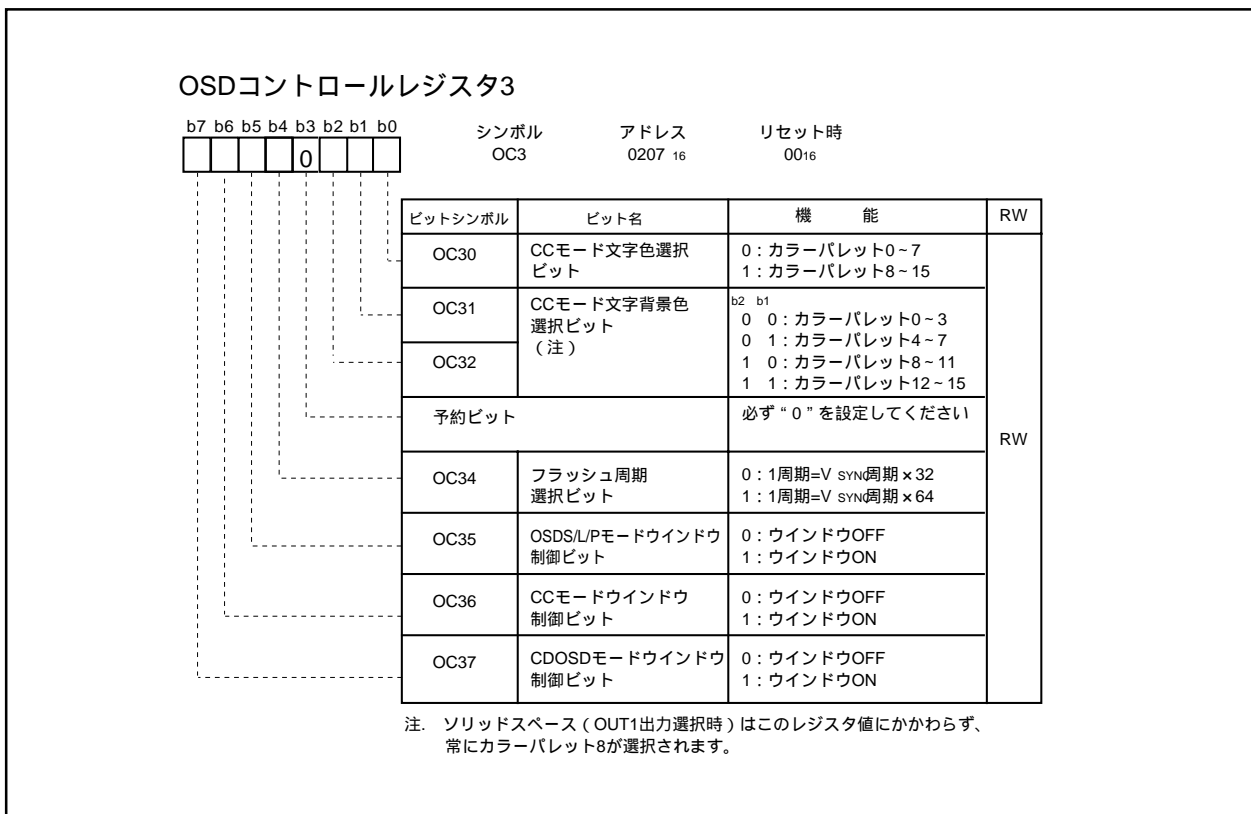 OSDコントロールレジスタ3
b7 b6 b5 b4 b3 b2 b1 b0
0
シンボル アドレス リセット時
OC3 0207 16 0016
ビットシンボル ビット名 機 能 RW
OC30 CCモード文字色選択 0：カラーパレット0~7
ビット 1：カラーパレット8~15
OC31 CCモード文字背景色 b2 b1
選択ビット 0 0：カラーパレット0~3
（注） 0 1：カラーパレット4~7
OC32 1 0：カラーパレット8~11
1 1：カラーパレット12~15
予約ビット 必ず“0”を設定してください
RW
OC34 フラッシュ周期 0：1周期=V SYNC周期×32
選択ビット 1：1周期=V SYNC周期×64
OC35 OSDS/L/Pモードウインドウ 0：ウインドウOFF
制御ビット 1：ウインドウON
OC36 CCモードウインドウ 0：ウインドウOFF
制御ビット 1：ウインドウON
OC37 CDOSDモードウインドウ 0：ウインドウOFF
制御ビット 1：ウインドウON
注. ソリッドスペース（OUT1出力選択時）はこのレジスタ値にかかわらず、
常にカラーパレット8が選択されます。